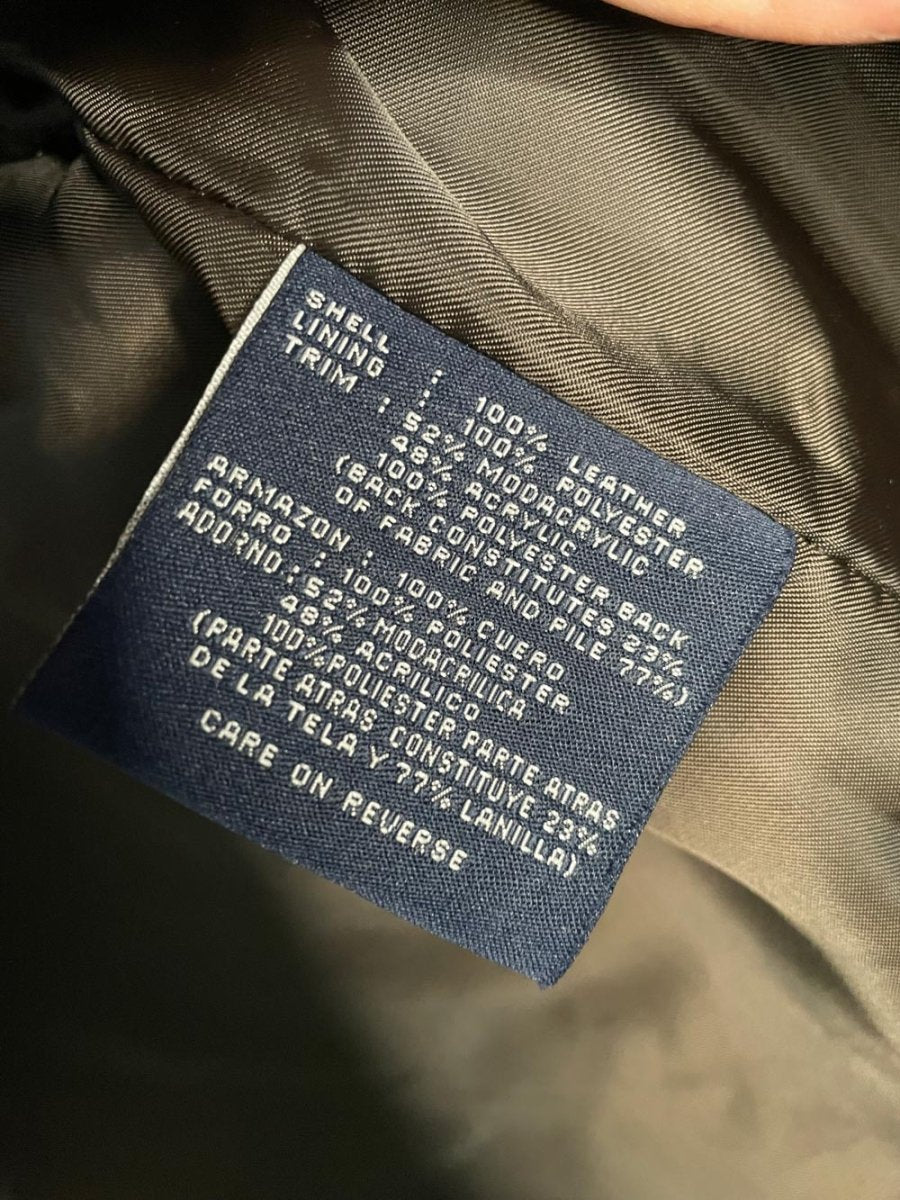 SHELL : 100% LEATHER
LINING : 100% POLYESTER
TRIM : 52% MODACRYLIC
48% ACRYLIC
100% POLYESTER BACK
(BACK CONSTITUTES 23%
OF FABRIC AND PILE 77%)
ARMAZON : 100% CUERO
FORRO : 100% POLIESTER
ADORNO : 52% MODACRILICA
48% ACRILICO
100% POLIESTER PARTE ATRAS
(PARTE ATRAS CONSTITUYE 23%
DE LA TELA Y 77% LANILLA)
CARE ON REVERSE